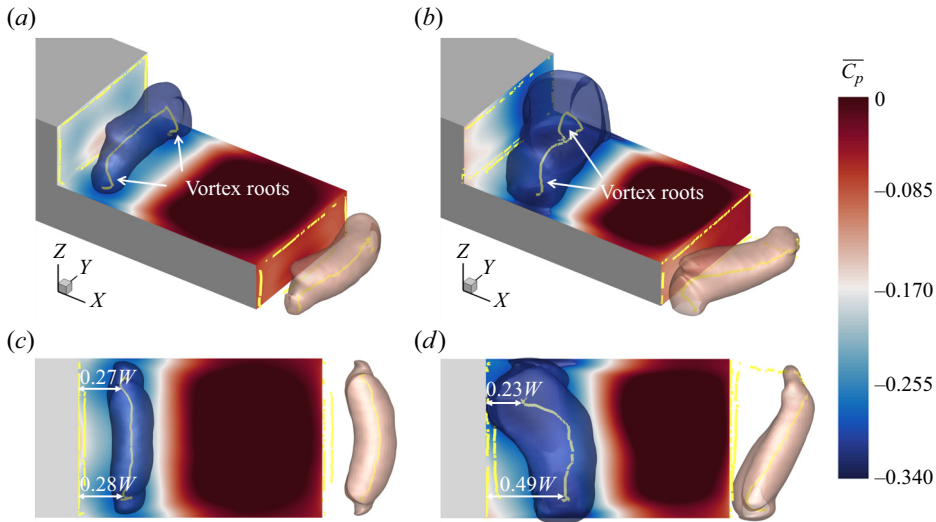 (a)
(b)
Vortex roots
Vortex roots
Z
Y
X
Z
Y
X
(c)
(d)
0.27W
0.28W
0.23W
0.49W
C̅p̅
0
–0.085
–0.170
–0.255
–0.340